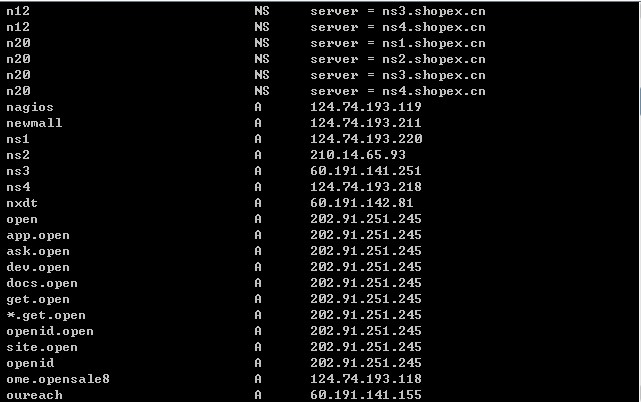 n12 NS server = ns3.shopex.cn
n12 NS server = ns4.shopex.cn
n20 NS server = ns1.shopex.cn
n20 NS server = ns2.shopex.cn
n20 NS server = ns3.shopex.cn
n20 NS server = ns4.shopex.cn
nagios A 124.74.193.119
newmall A 124.74.193.211
ns1 A 124.74.193.220
ns2 A 210.14.65.93
ns3 A 60.191.141.251
ns4 A 124.74.193.218
nxdt A 60.191.142.81
open A 202.91.251.245
app.open A 202.91.251.245
ask.open A 202.91.251.245
dev.open A 202.91.251.245
docs.open A 202.91.251.245
get.open A 202.91.251.245
*.get.open A 202.91.251.245
openid.open A 202.91.251.245
site.open A 202.91.251.245
openid A 202.91.251.245
ome.opensale8 A 124.74.193.118
oureach A 60.191.141.155